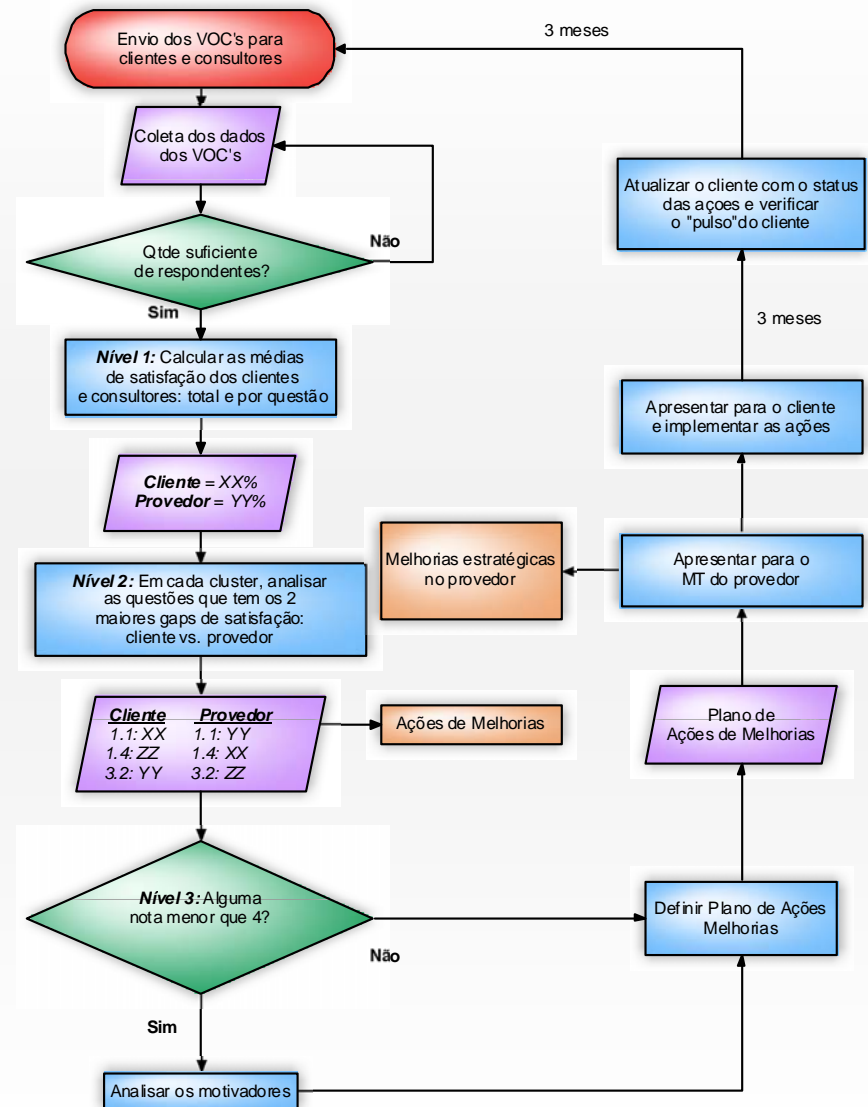 Envio dos VOC's para
clientes e consultores
3 meses
Coleta dos dados
dos VOC's
Atualizar o cliente com o status
das açoes e verificar
o "pulso"do cliente
Qtde suficiente
de respondentes?
Não
Sim
3 meses
Nível 1: Calcular as médias
de satisfação dos clientes
e consultores: total e por questão
Apresentar para o cliente
e implementar as ações
Cliente = XX%
Provedor = YY%
Melhorias estratégicas
no provedor
Apresentar para o
MT do provedor
Nível 2: Em cada cluster, analisar
as questões que tem os 2
maiores gaps de satisfação:
cliente vs. provedor
Cliente Provedor
1.1: XX 1.1: YY
1.4: ZZ 1.4: XX
3.2: YY 3.2: ZZ
Ações de Melhorias
Plano de
Ações de Melhorias
Nível 3: Alguma
nota menor que 4?
Não
Definir Plano de Ações
Melhorias
Sim
Analisar os motivadores